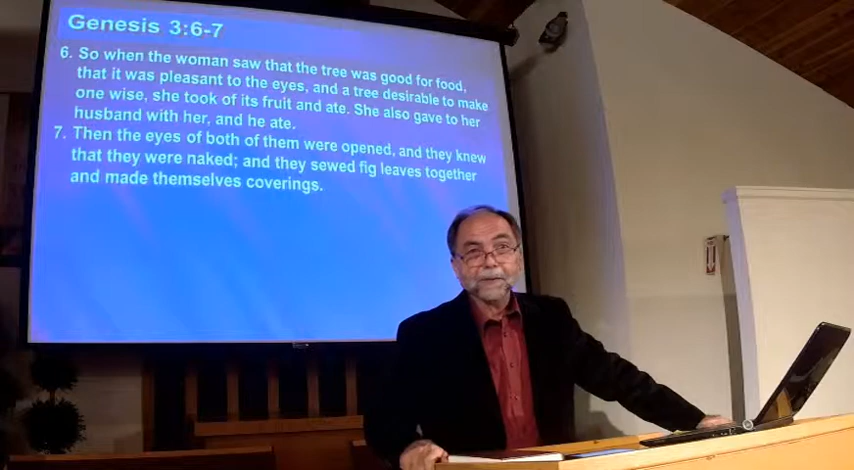 Genesis 3:6-7
6. So when the woman saw that the tree was good for food,
that it was pleasant to the eyes, and a tree desirable to make
one wise, she took of its fruit and ate. She also gave to her
husband with her, and he ate.
7. Then the eyes of both of them were opened, and they knew
that they were naked; and they sewed fig leaves together
and made themselves coverings.